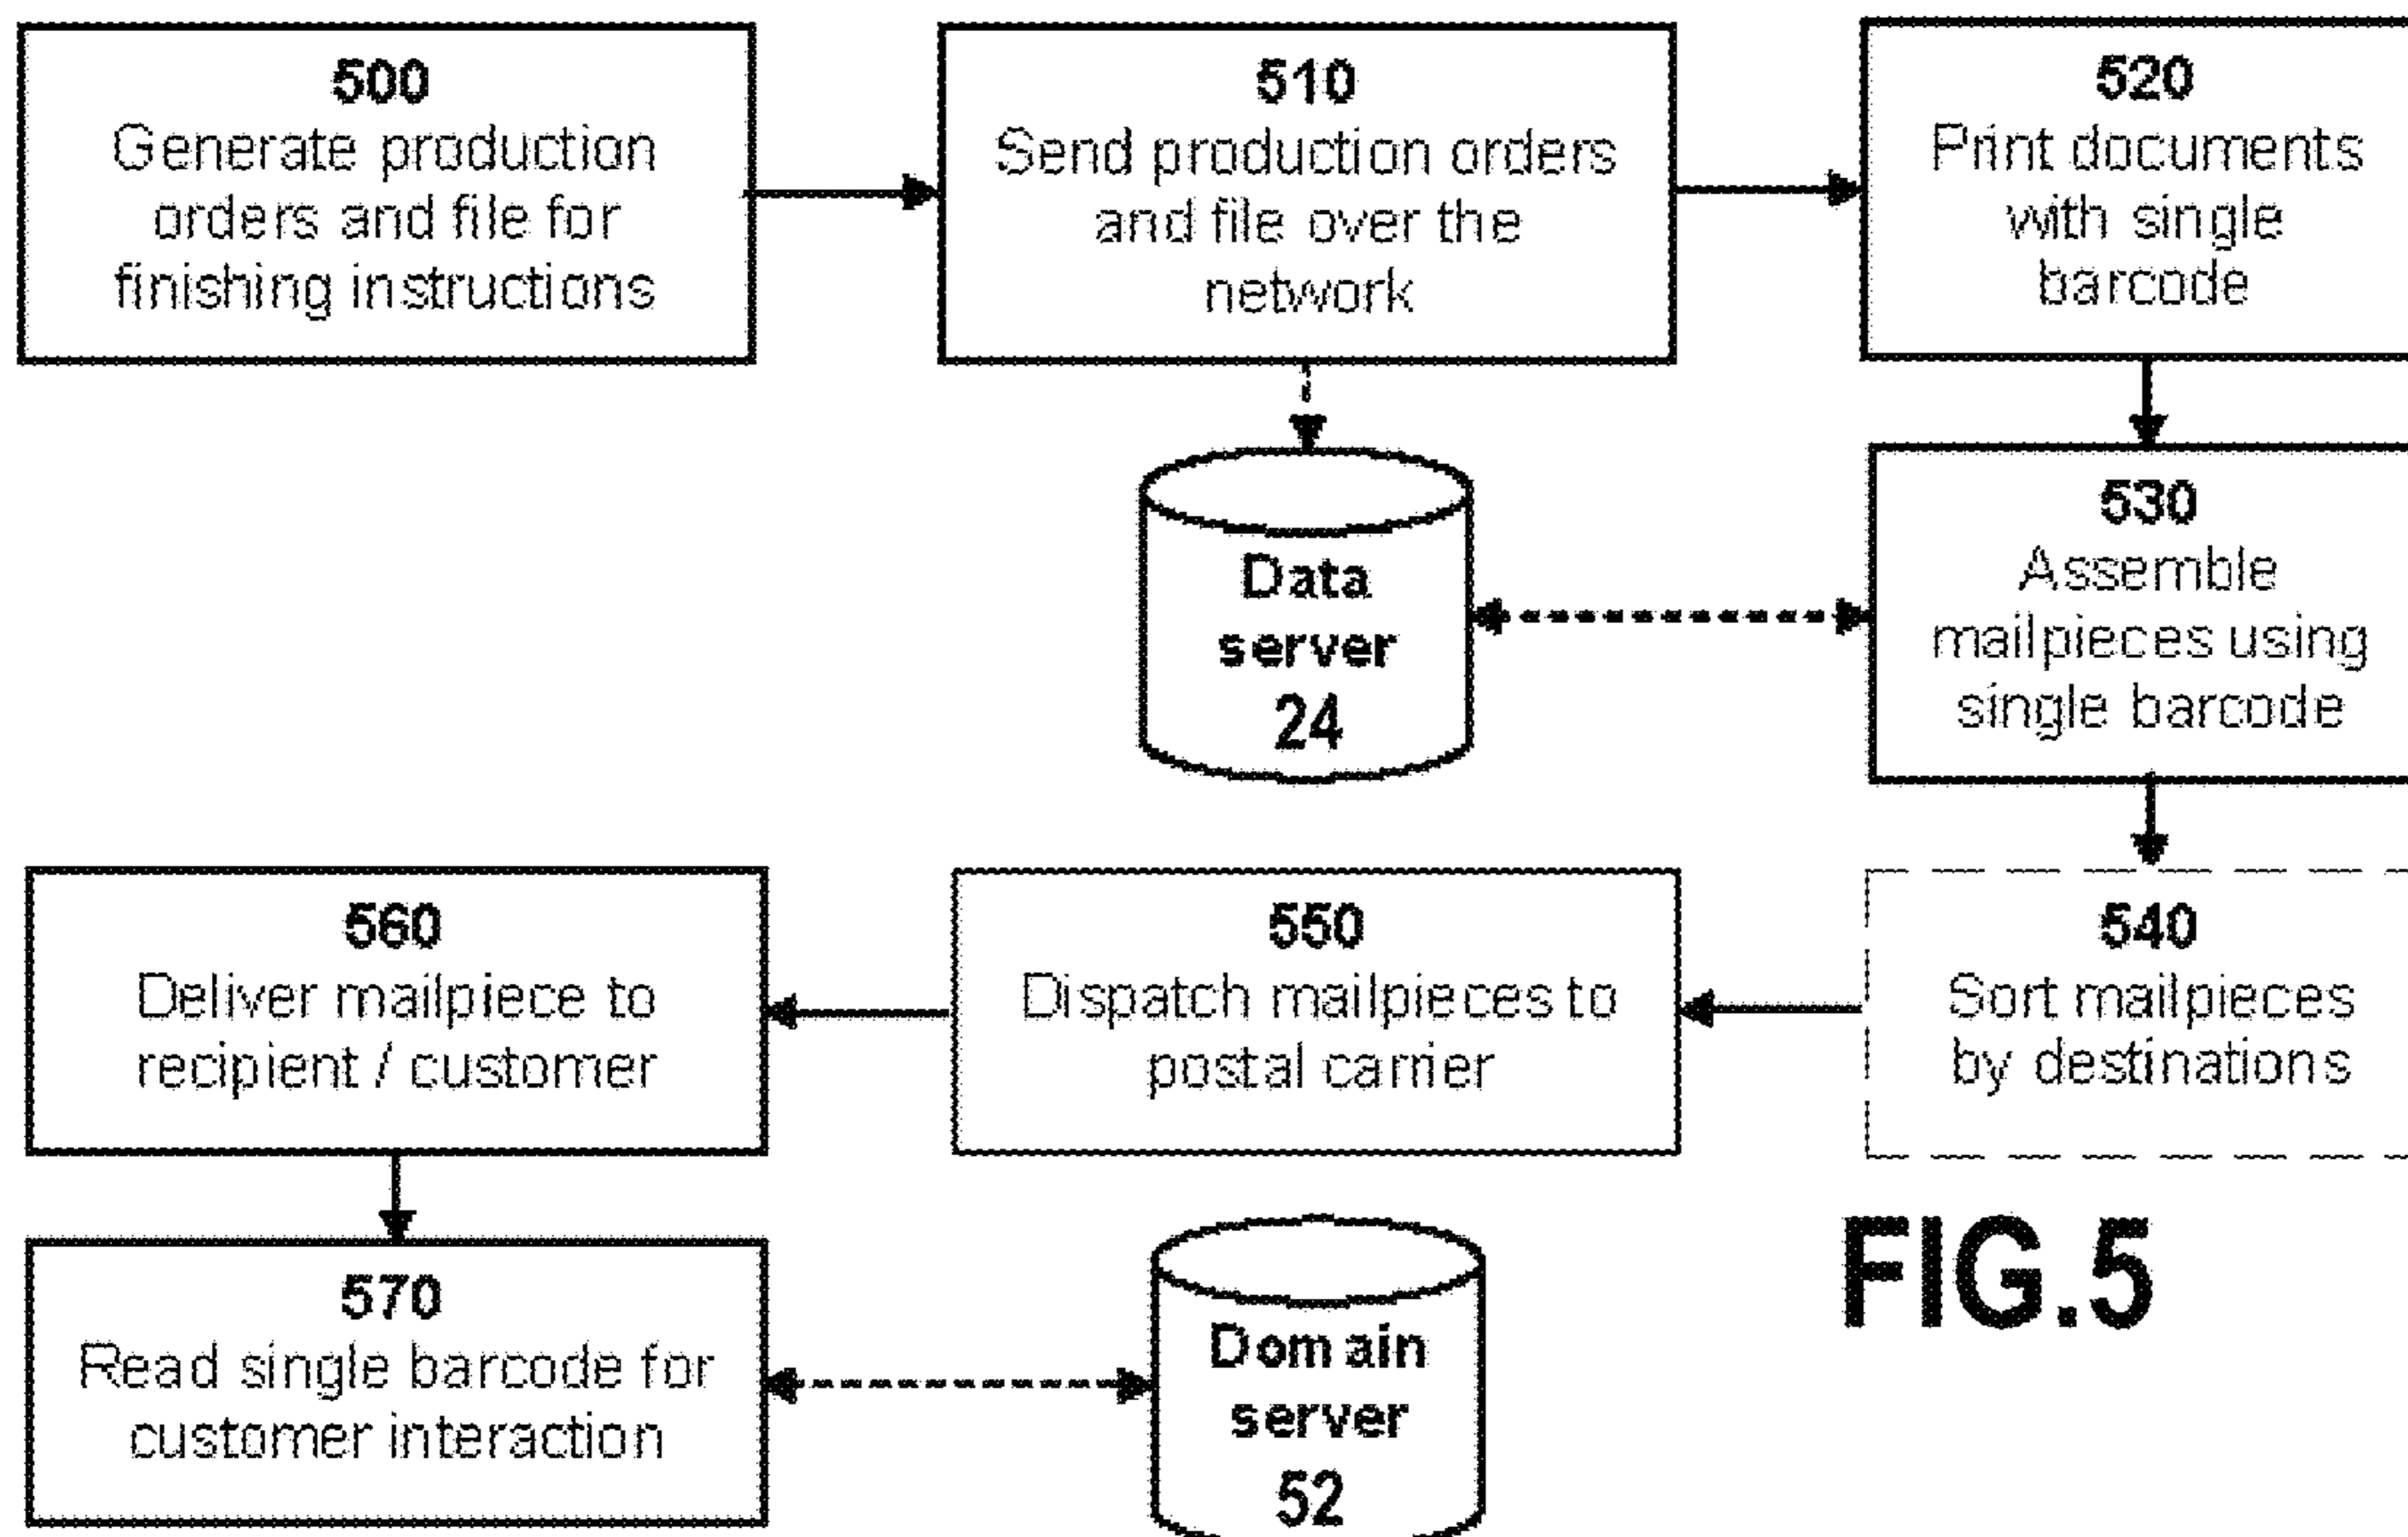 500
Generate production
orders and file for
finishing instructions
510
Send production orders
and file over the
network
520
Print documents
with single
barcode
Data
server
24
530
Assemble
mailpieces using
single barcode
540
Sort mailpieces
by destinations
550
Dispatch mailpieces to
postal carrier
560
Deliver mailpiece to
recipient / customer
570
Read single barcode for
customer interaction
Domain
server
52
FIG.5